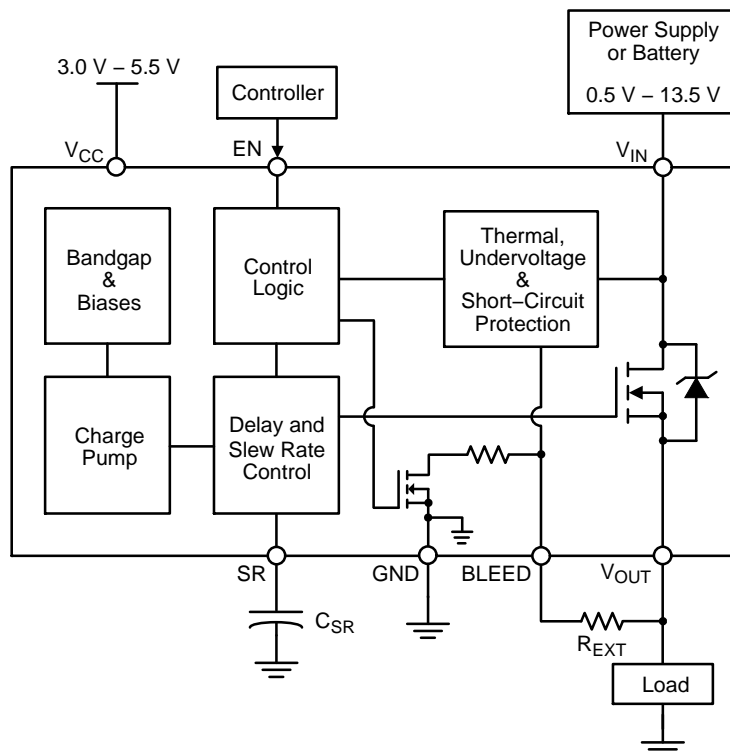 Power Supply
or Battery
0.5 V − 13.5 V
3.0 V − 5.5 V
Controller
VCC
EN
VIN
Bandgap
&
Biases
Control
Logic
Thermal,
Undervoltage
&
Short−Circuit
Protection
Charge
Pump
Delay and
Slew Rate
Control
SR
GND
BLEED
VOUT
CSR
REXT
Load